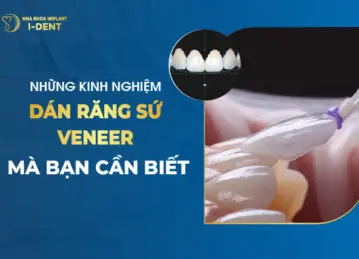 NHA KHOA IMPLANT
I-DENT
NHỮNG KINH NGHIỆM
DÁN RĂNG SỨ
VENEER
MÀ BẠN CẦN BIẾT